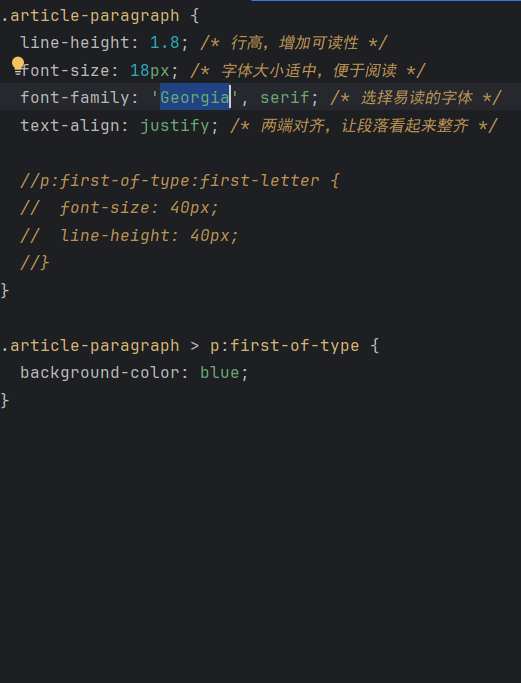 .article-paragraph {
  line-height: 1.8; /* 行高，增加可读性 */
  font-size: 18px; /* 字体大小适中，便于阅读 */
  font-family: 'Georgia', serif; /* 选择易读的字体 */
  text-align: justify; /* 两端对齐，让段落看起来整齐 */

  //p:first-of-type:first-letter {
  //  font-size: 40px;
  //  line-height: 40px;
  //}
}

.article-paragraph > p:first-of-type {
  background-color: blue;
}